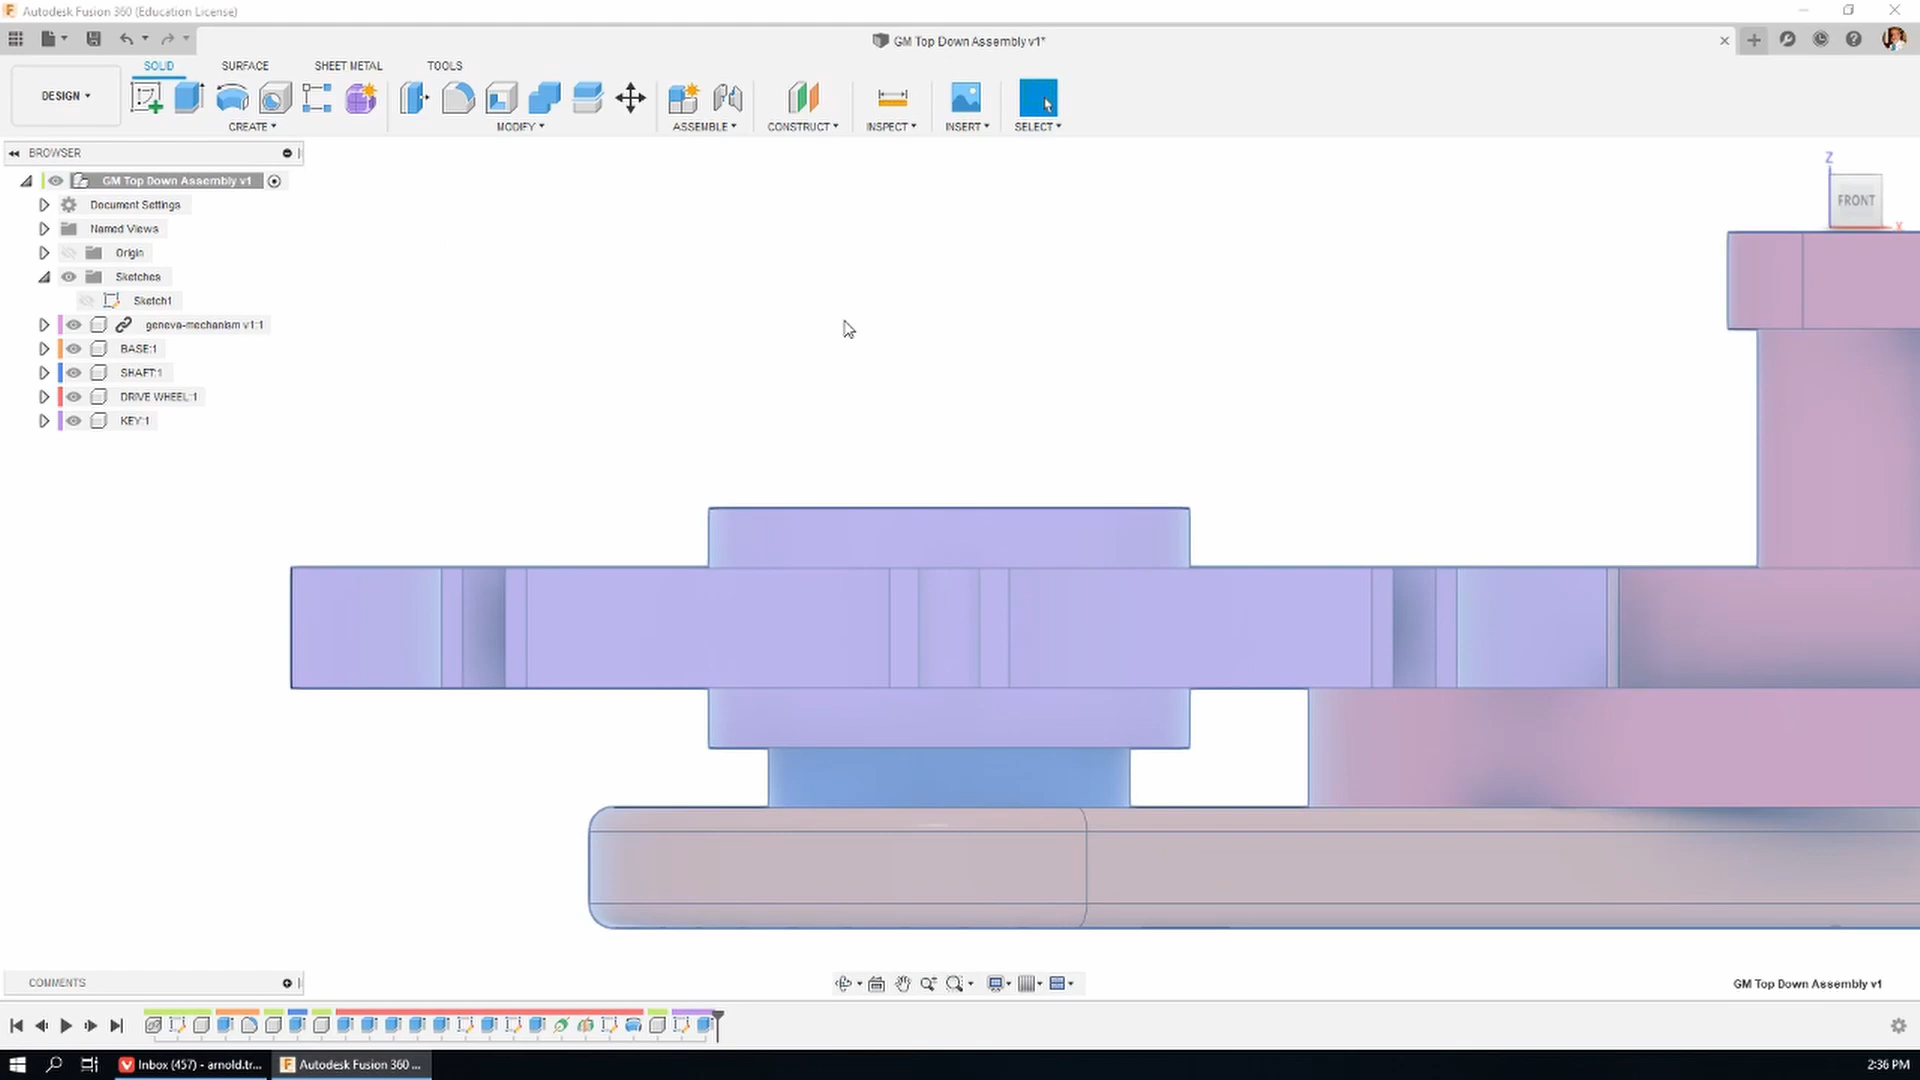 Autodesk Fusion 360 (Education License)
GM Top Down Assembly v1*
DESIGN
SOLID
SURFACE
SHEET METAL
TOOLS
CREATE
MODIFY
ASSEMBLE
CONSTRUCT
INSPECT
INSERT
SELECT
BROWSER
GM Top Down Assembly v1
Document Settings
Named Views
Origin
Sketches
Sketch1
geneva-mechanism v1:1
BASE:1
SHAFT:1
DRIVE WHEEL:1
KEY:1
Z
FRONT
X
COMMENTS
GM Top Down Assembly v1
Inbox (457) - arnold.tr...
Autodesk Fusion 360 ...
2:36 PM